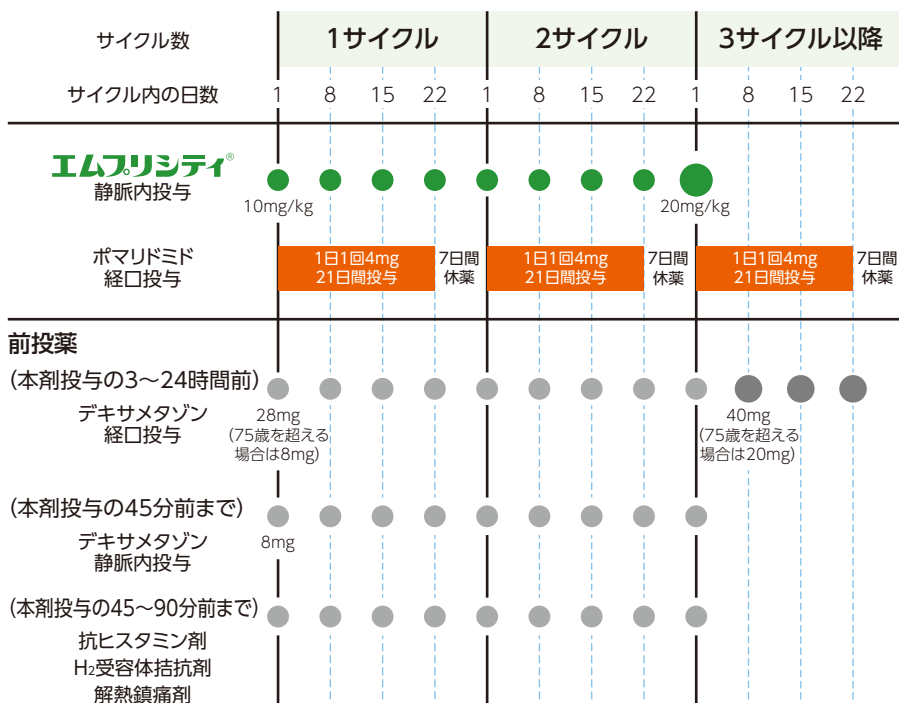 サイクル数 1サイクル 2サイクル 3サイクル以降
サイクル内の日数 1 8 15 22 1 8 15 22 1 8 15 22
エムプリシティ®
静脈内投与
10mg/kg 20mg/kg
ポマリドミド
経口投与
1日1回4mg
21日間投与
7日間
休薬
1日1回4mg
21日間投与
7日間
休薬
1日1回4mg
21日間投与
7日間
休薬
前投薬
(本剤投与の3〜24時間前)
デキサメタゾン
経口投与
28mg
(75歳を超える
場合は8mg)
40mg
(75歳を超える
場合は20mg)
(本剤投与の45分前まで)
デキサメタゾン
静脈内投与
8mg
(本剤投与の45〜90分前まで)
抗ヒスタミン剤
H₂受容体拮抗剤
解熱鎮痛剤